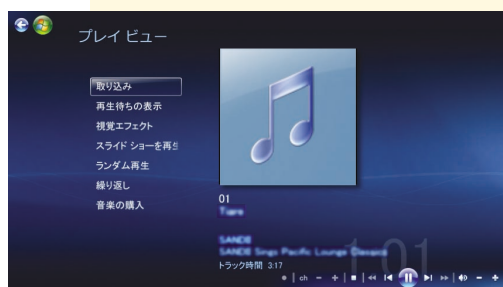 プレイ ビュー
取り込み
再生待ちの表示
視覚エフェクト
スライド ショーを再生
ランダム再生
繰り返し
音楽の購入
01
トラック時間 3:17
1:01
ch － ＋
－ ＋